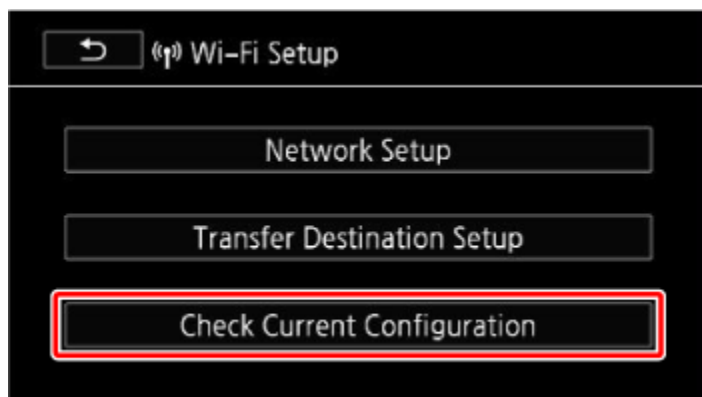 Wi-Fi Setup
Network Setup
Transfer Destination Setup
Check Current Configuration